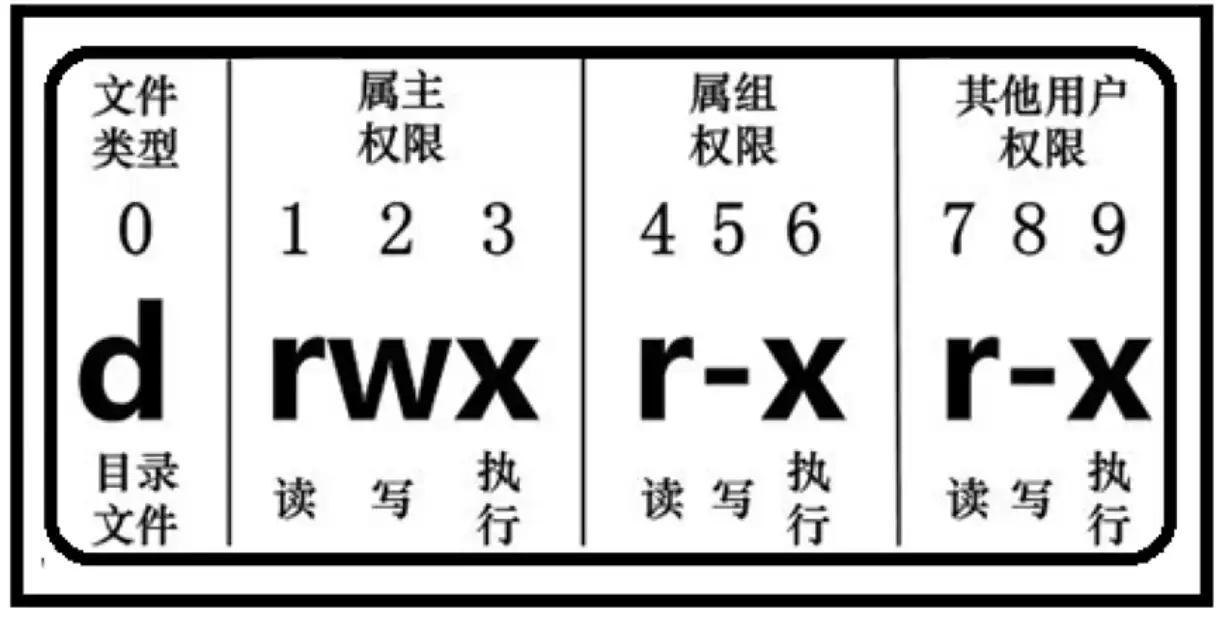 文件
类型
属主
权限
属组
权限
其他用户
权限
0
1 2 3
4 5 6
7 8 9
d
rwx
r-x
r-x
目录
文件
读 写 执行
读 写 执行
读 写 执行